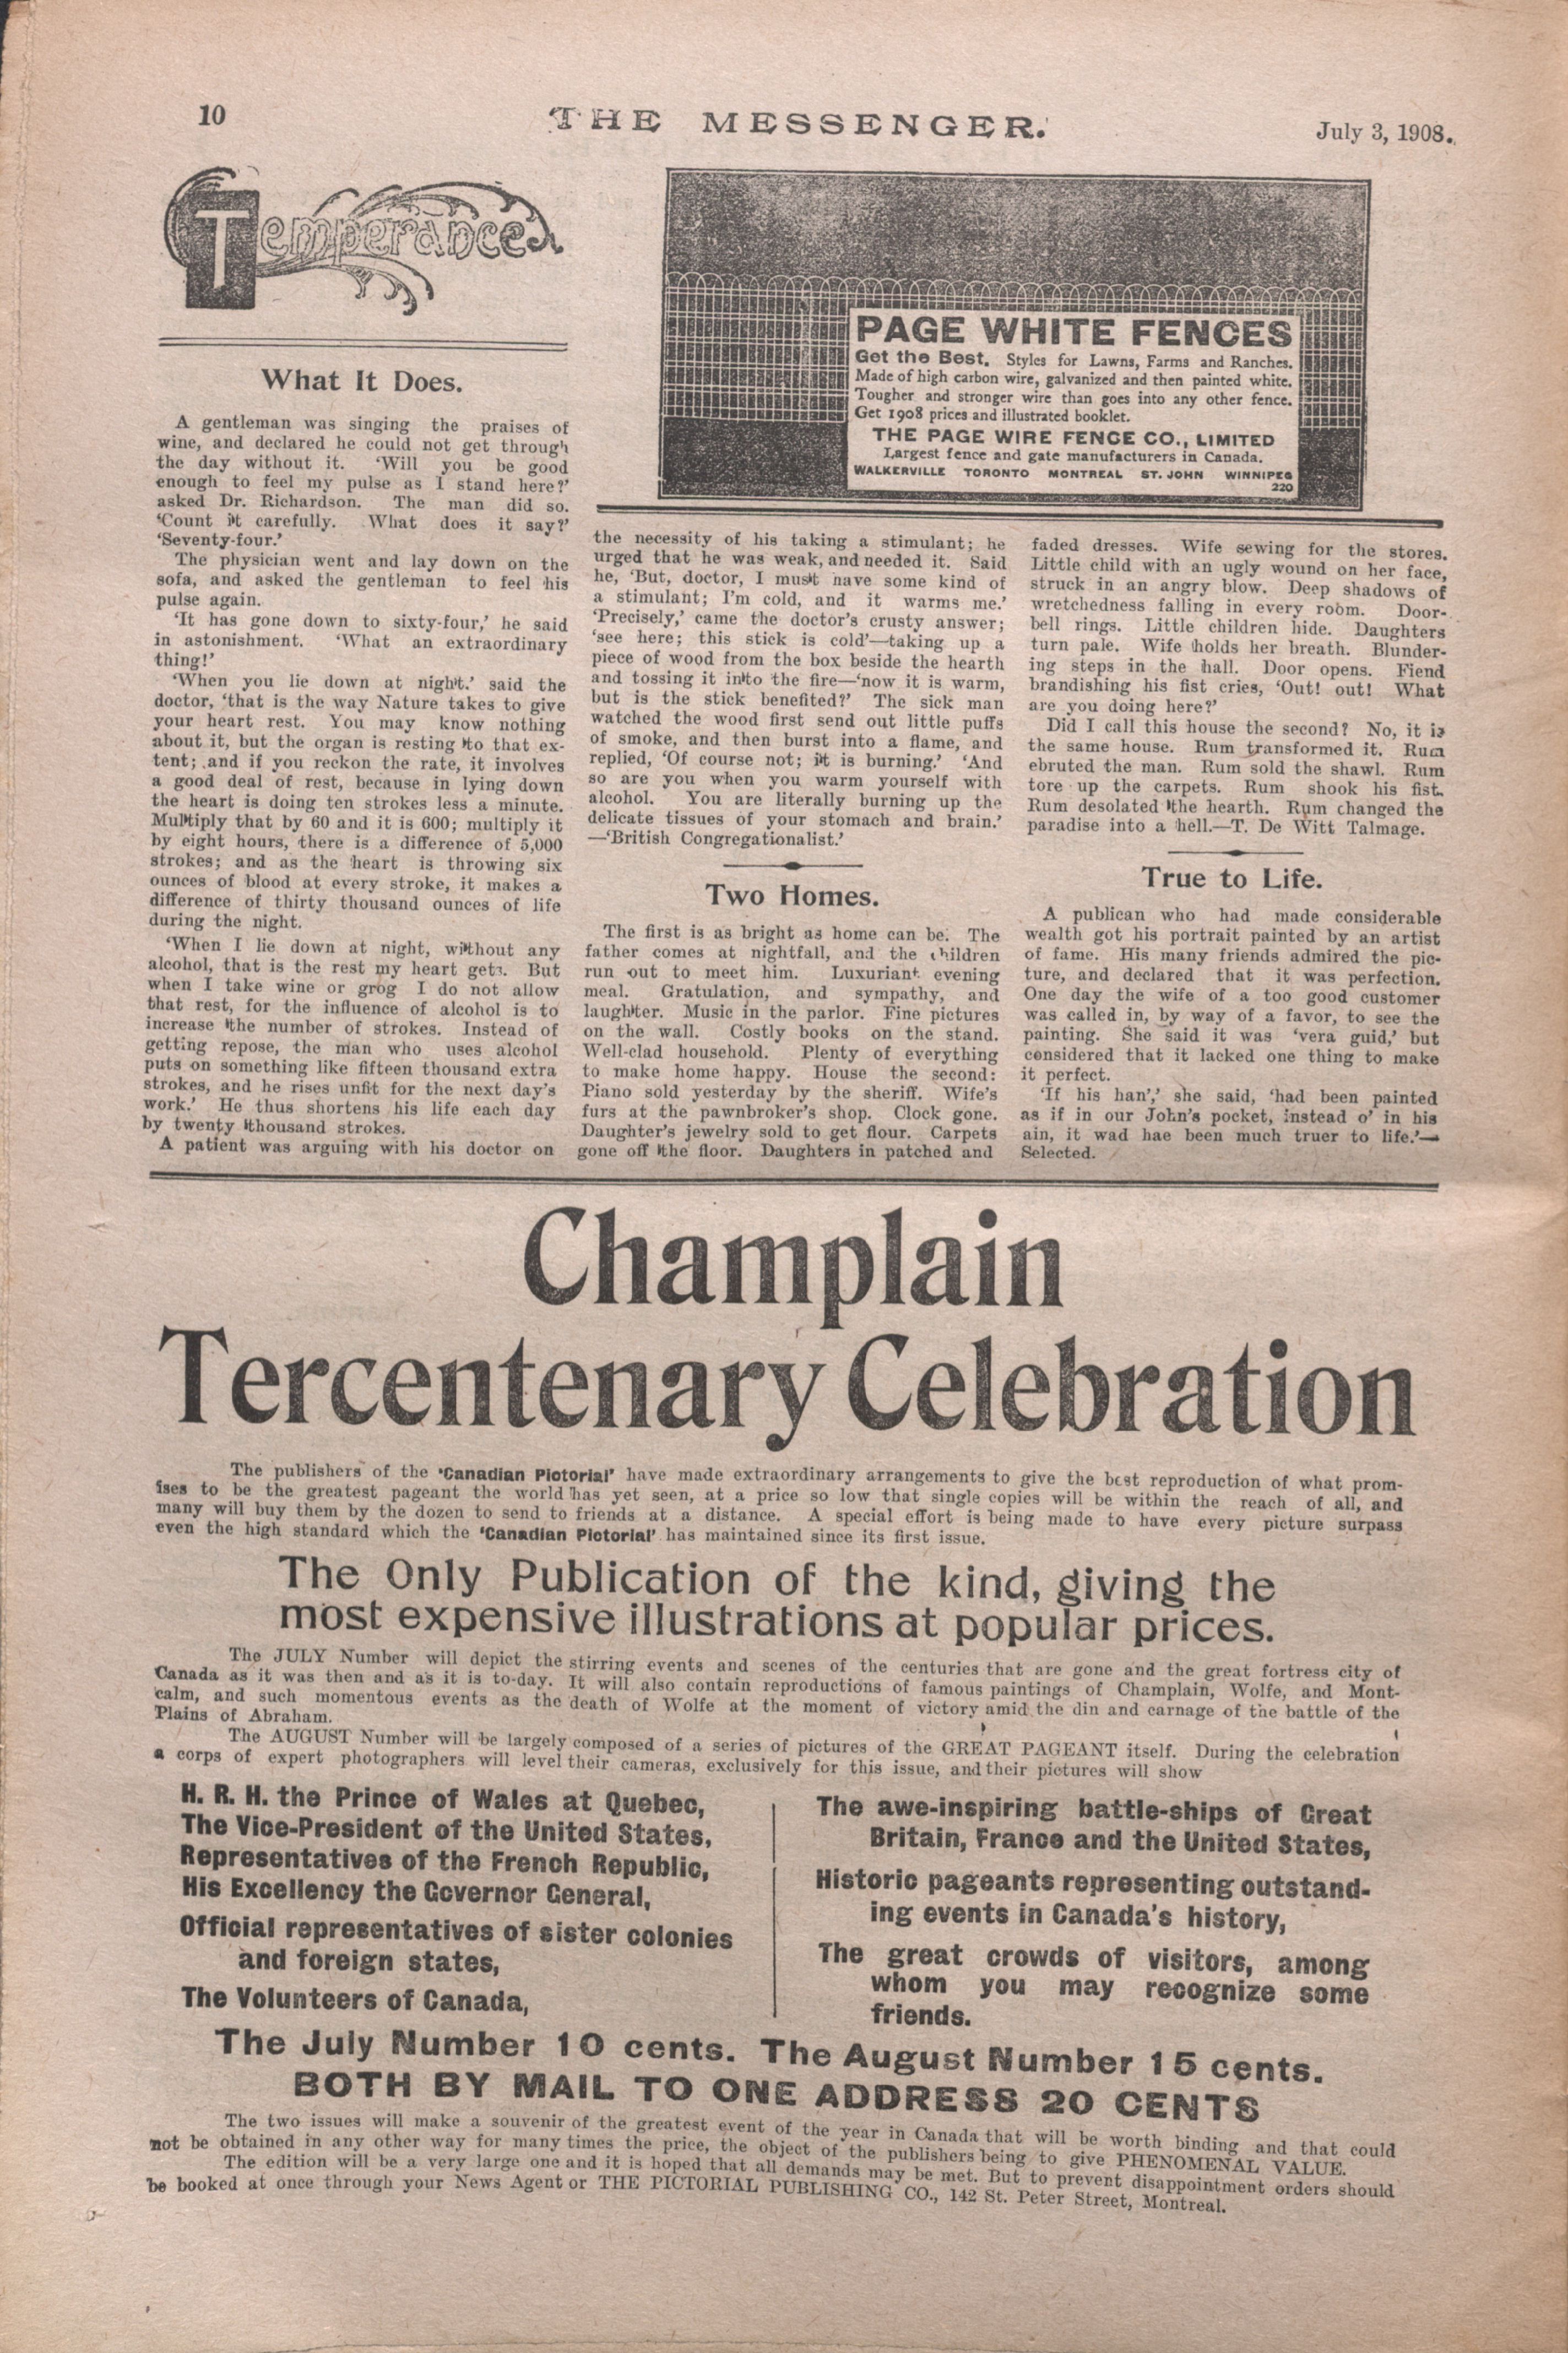 10
THE MESSENGER.
July 3, 1908.
Temperance
What It Does.
A gentleman was singing the praises of
wine, and declared he could not get through
the day without it. ‘Will you be good
enough to feel my pulse as I stand here?’
asked Dr. Richardson. The man did so.
‘Count it carefully. What does it say?’
‘Seventy-four.’
The physician went and lay down on the
sofa, and asked the gentleman to feel his
pulse again.
‘It has gone down to sixty-four,’ he said
in astonishment. ‘What an extraordinary
thing!’
‘When you lie down at night.’ said the
doctor, ‘that is the way Nature takes to give
your heart rest. You may know nothing
about it, but the organ is resting to that ex-
tent; and if you reckon the rate, it involves
a good deal of rest, because in lying down
the heart is doing ten strokes less a minute.
Multiply that by 60 and it is 600; multiply it
by eight hours, there is a difference of 5,000
strokes; and as the heart is throwing six
ounces of blood at every stroke, it makes a
difference of thirty thousand ounces of life
during the night.
‘When I lie down at night, without any
alcohol, that is the rest my heart gets. But
when I take wine or grog I do not allow
that rest, for the influence of alcohol is to
increase the number of strokes. Instead of
getting repose, the man who uses alcohol
puts on something like fifteen thousand extra
strokes, and he rises unfit for the next day's
work.’ He thus shortens his life each day
by twenty thousand strokes.
A patient was arguing with his doctor on
PAGE WHITE FENCES
Get the Best. Styles for Lawns, Farms and Ranches.
Made of high carbon wire, galvanized and then painted white.
Tougher and stronger wire than goes into any other fence.
Get 1908 prices and illustrated booklet.
THE PAGE WIRE FENCE CO., LIMITED
Largest fence and gate manufacturers in Canada.
WALKERVILLE TORONTO MONTREAL ST. JOHN WINNIPEG
220
the necessity of his taking a stimulant; he
urged that he was weak, and needed it. Said
he, ‘But, doctor, I must have some kind of
a stimulant; I'm cold, and it warms me.’
‘Precisely,’ came the doctor's crusty answer;
‘see here; this stick is cold’—taking up a
piece of wood from the box beside the hearth
and tossing it into the fire—‘now it is warm,
but is the stick benefited?’ The sick man
watched the wood first send out little puffs
of smoke, and then burst into a flame, and
replied, ‘Of course not; it is burning.’ ‘And
so are you when you warm yourself with
alcohol. You are literally burning up the
delicate tissues of your stomach and brain.’
—‘British Congregationalist.’
Two Homes.
The first is as bright as home can be. The
father comes at nightfall, and the children
run out to meet him. Luxuriant evening
meal. Gratulation, and sympathy, and
laughter. Music in the parlor. Fine pictures
on the wall. Costly books on the stand.
Well-clad household. Plenty of everything
to make home happy. House the second:
Piano sold yesterday by the sheriff. Wife's
furs at the pawnbroker's shop. Clock gone.
Daughter's jewelry sold to get flour. Carpets
gone off the floor. Daughters in patched and
faded dresses. Wife sewing for the stores.
Little child with an ugly wound on her face,
struck in an angry blow. Deep shadows of
wretchedness falling in every room. Door-
bell rings. Little children hide. Daughters
turn pale. Wife holds her breath. Blunder-
ing steps in the hall. Door opens. Fiend
brandishing his fist cries, ‘Out! out! What
are you doing here?’
Did I call this house the second? No, it is
the same house. Rum transformed it. Rum
ebruted the man. Rum sold the shawl. Rum
tore up the carpets. Rum shook his fist.
Rum desolated the hearth. Rum changed the
paradise into a hell.—T. De Witt Talmage.
True to Life.
A publican who had made considerable
wealth got his portrait painted by an artist
of fame. His many friends admired the pic-
ture, and declared that it was perfection.
One day the wife of a too good customer
was called in, by way of a favor, to see the
painting. She said it was ‘vera guid,’ but
considered that it lacked one thing to make
it perfect.
‘If his han’,’ she said, ‘had been painted
as if in our John's pocket, instead o’ in his
ain, it wad hae been much truer to life.’—
Selected.
Champlain
Tercentenary Celebration
The publishers of the ‘Canadian Pictorial’ have made extraordinary arrangements to give the best reproduction of what prom-
ises to be the greatest pageant the world has yet seen, at a price so low that single copies will be within the reach of all, and
many will buy them by the dozen to send to friends at a distance. A special effort is being made to have every picture surpass
even the high standard which the ‘Canadian Pictorial’ has maintained since its first issue.
The Only Publication of the kind, giving the
most expensive illustrations at popular prices.
The JULY Number will depict the stirring events and scenes of the centuries that are gone and the great fortress city of
Canada as it was then and as it is to-day. It will also contain reproductions of famous paintings of Champlain, Wolfe, and Mont-
calm, and such momentous events as the death of Wolfe at the moment of victory amid the din and carnage of the battle of the
Plains of Abraham.
The AUGUST Number will be largely composed of a series of pictures of the GREAT PAGEANT itself. During the celebration
a corps of expert photographers will level their cameras, exclusively for this issue, and their pictures will show
H. R. H. the Prince of Wales at Quebec,
The Vice-President of the United States,
Representatives of the French Republic,
His Excellency the Governor General,
Official representatives of sister colonies
and foreign states,
The Volunteers of Canada,
The awe-inspiring battle-ships of Great
Britain, France and the United States,
Historic pageants representing outstand-
ing events in Canada's history,
The great crowds of visitors, among
whom you may recognize some
friends.
The July Number 10 cents. The August Number 15 cents.
BOTH BY MAIL TO ONE ADDRESS 20 CENTS
The two issues will make a souvenir of the greatest event of the year in Canada that will be worth binding and that could
not be obtained in any other way for many times the price, the object of the publishers being to give PHENOMENAL VALUE.
The edition will be a very large one and it is hoped that all demands may be met. But to prevent disappointment orders should
be booked at once through your News Agent or THE PICTORIAL PUBLISHING CO., 142 St. Peter Street, Montreal.